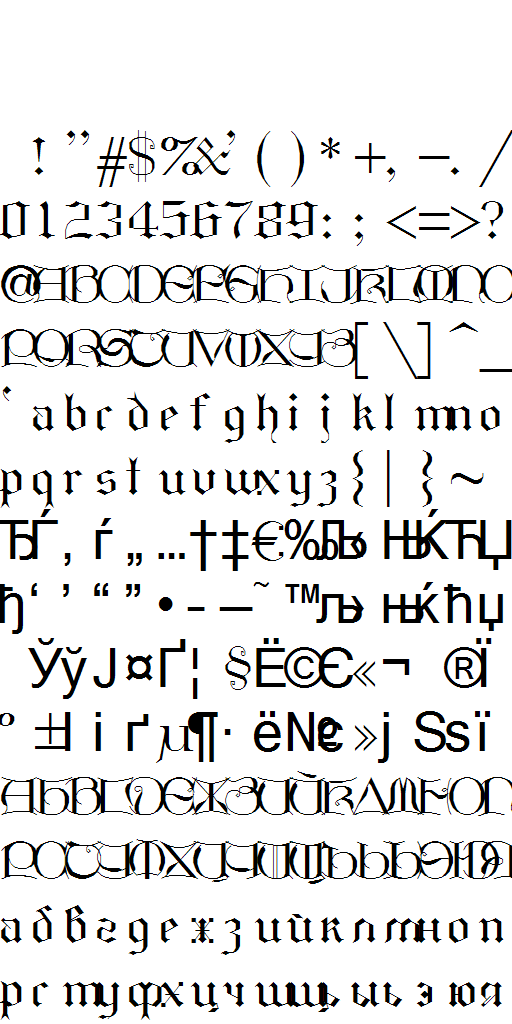 ! " # $ % & ' ( ) * + , - . /
0 1 2 3 4 5 6 7 8 9 : ; < = > ?
@ A B C D E F G H I J K L M N O
P Q R S T U V W X Y Z [ \ ] ^ _
` a b c d e f g h i j k l m n o
p q r s t u v w x y z { | } ~
Ђ Ѓ ‚ ѓ „ … † ‡ € ‰ Љ ‹ Њ Ќ Ћ Џ
ђ ‘ ’ “ ” • – — ˜ ™ љ › њ ќ ћ џ
Ў ў Ј ¤ Ґ ¦ § Ё © Є « ¬ ® Ї
° ± І і ґ µ ¶ · ё № є » ј Ѕ ѕ ї
А Б В Г Д Е Ж З И Й К Л М Н О П
Р С Т У Ф Х Ц Ч Ш Щ Ъ Ы Ь Э Ю Я
а б в г д е ж з и й к л м н о п
р с т у ф х ц ч ш щ ъ ы ь э ю я